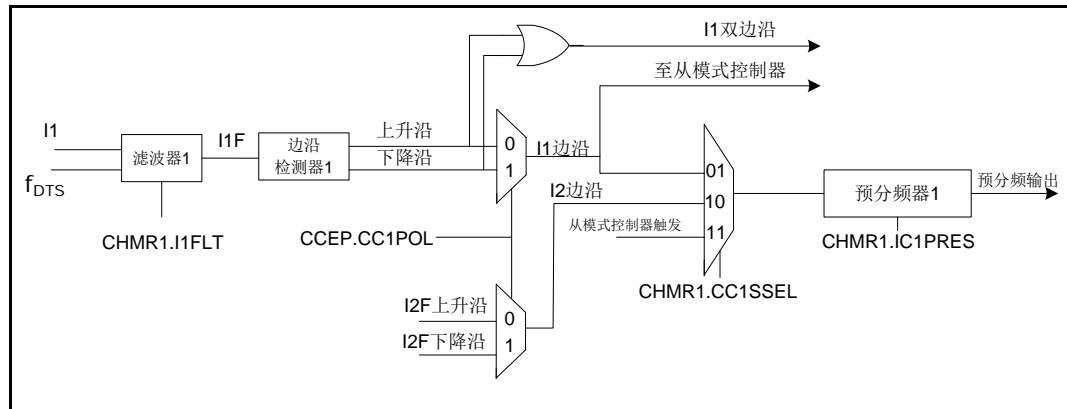 I1双边沿
至从模式控制器
I1
f_DTS
滤波器1
I1F
边沿
检测器1
上升沿
下降沿
0
1
I1边沿
I2边沿
从模式控制器触发
01
10
11
预分频器1
预分频输出
CHMR1.I1FLT
CCEP.CC1POL
CHMR1.CC1SSEL
CHMR1.IC1PRES
I2F上升沿
I2F下降沿
0
1